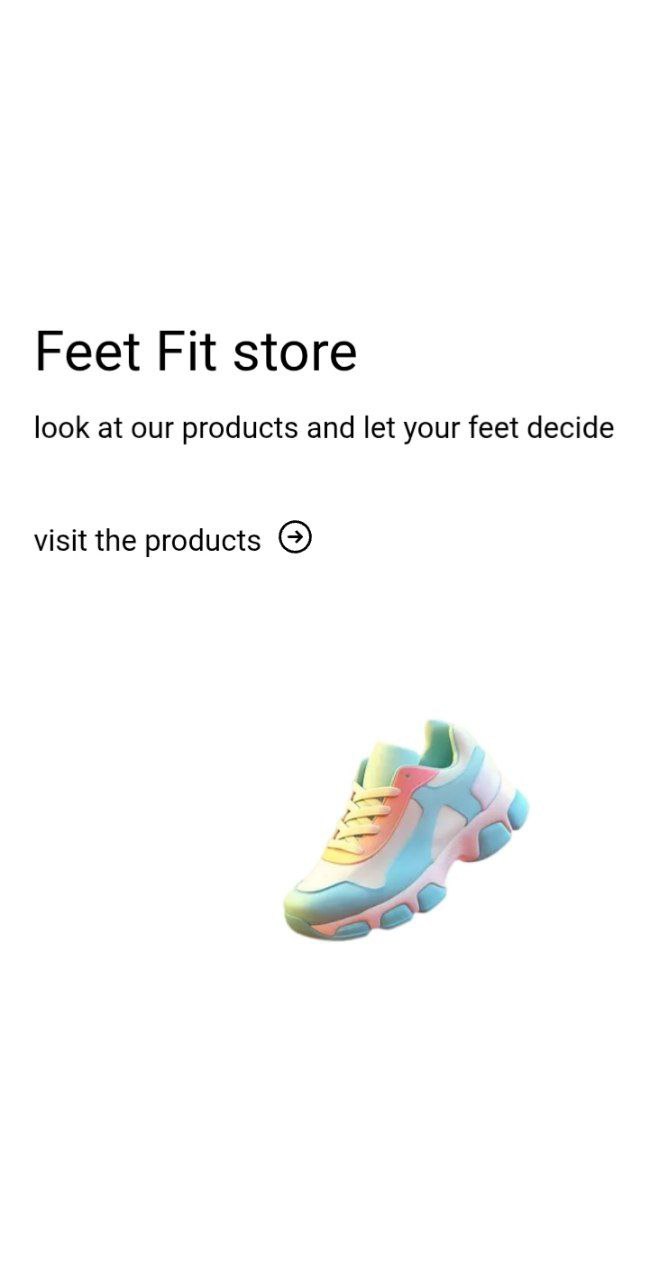 Feet Fit store
look at our products and let your feet decide
visit the products